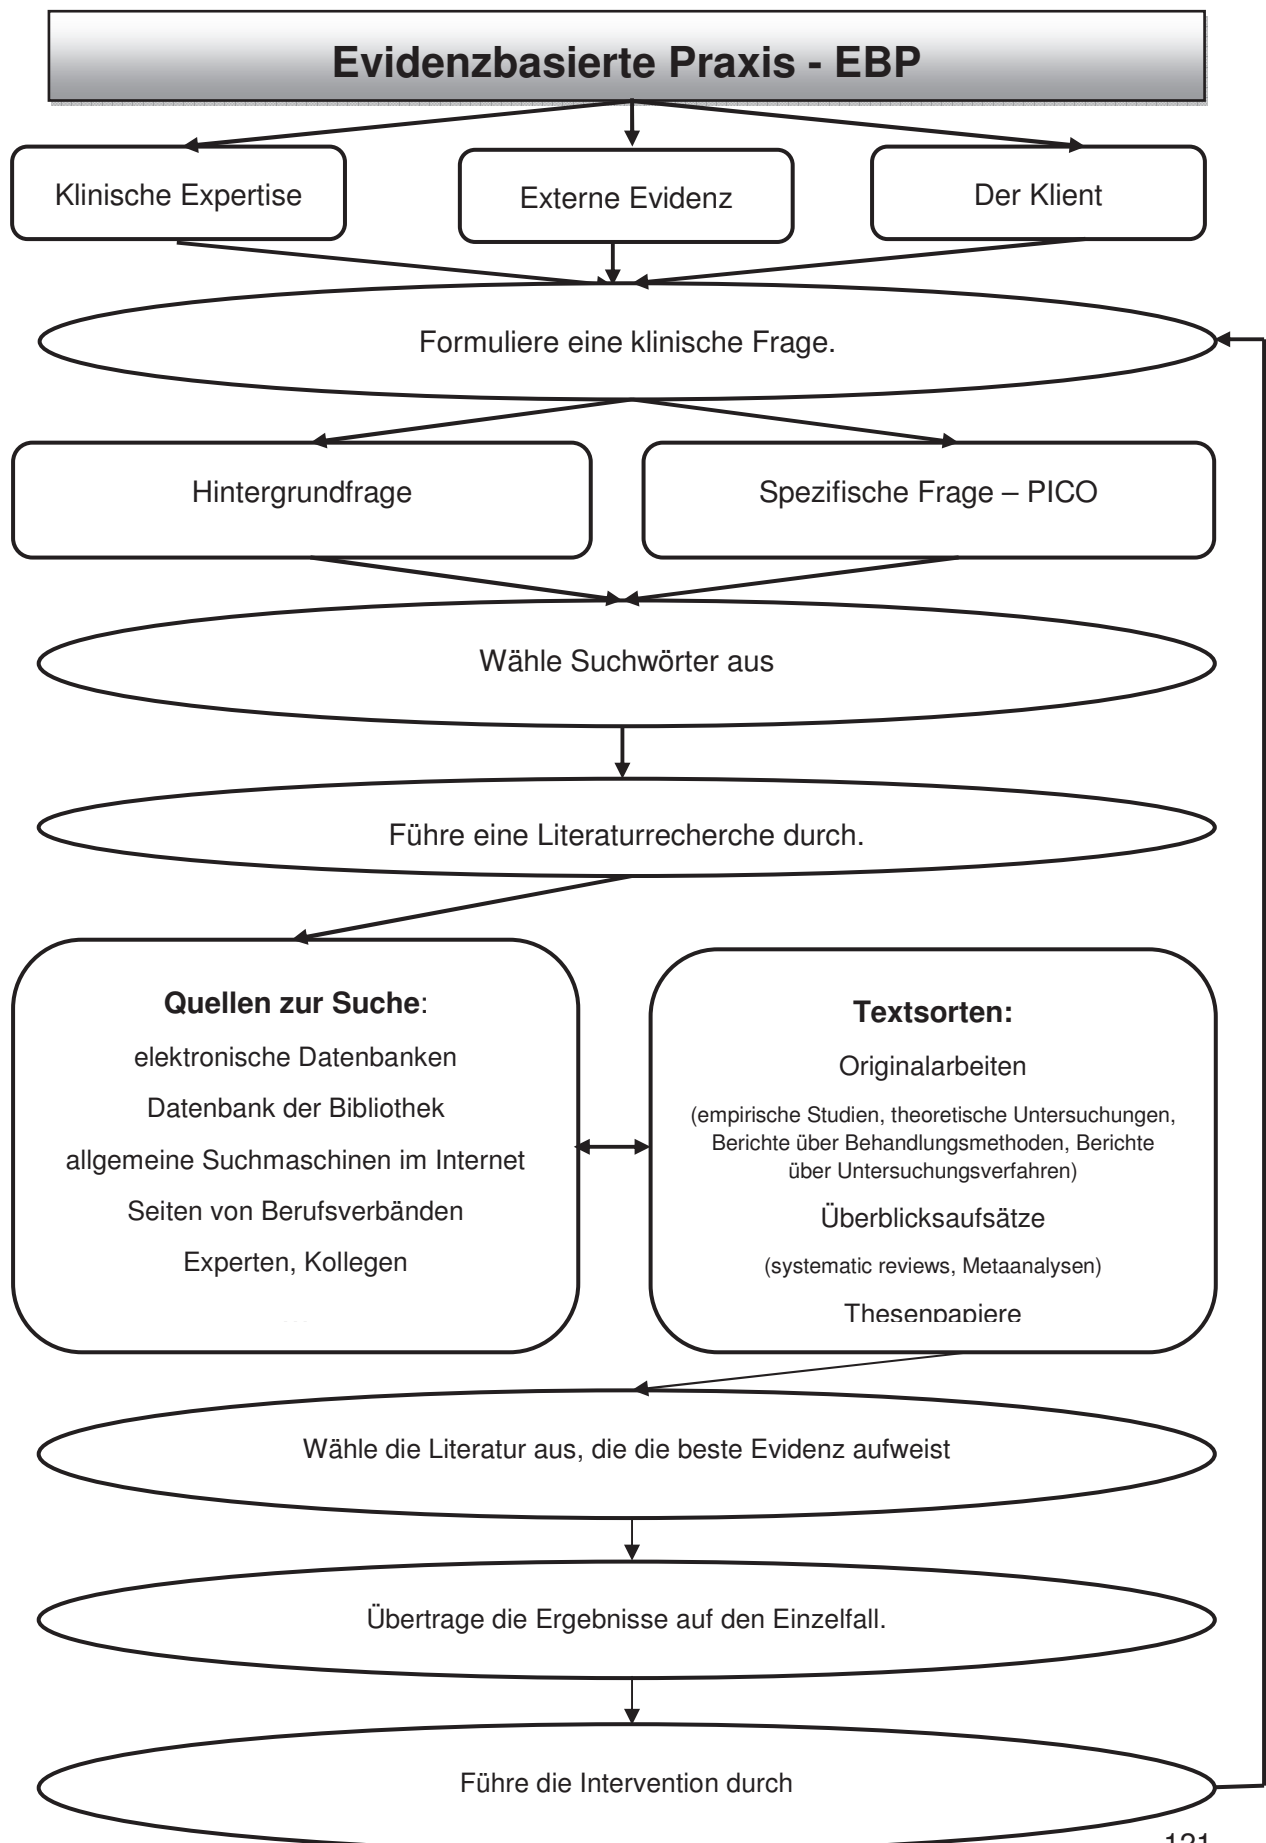 Evidenzbasierte Praxis - EBP
Klinische Expertise
Externe Evidenz
Der Klient
Formuliere eine klinische Frage.
Hintergrundfrage
Spezifische Frage – PICO
Wähle Suchwörter aus
Führe eine Literaturrecherche durch.
Quellen zur Suche:
elektronische Datenbanken
Datenbank der Bibliothek
allgemeine Suchmaschinen im Internet
Seiten von Berufsverbänden
Experten, Kollegen
Textsorten:
Originalarbeiten
(empirische Studien, theoretische Untersuchungen,
Berichte über Behandlungsmethoden, Berichte
über Untersuchungsverfahren)
Überblicksaufsätze
(systematic reviews, Metaanalysen)
Thesenpapiere
Wähle die Literatur aus, die die beste Evidenz aufweist
Übertrage die Ergebnisse auf den Einzelfall.
Führe die Intervention durch